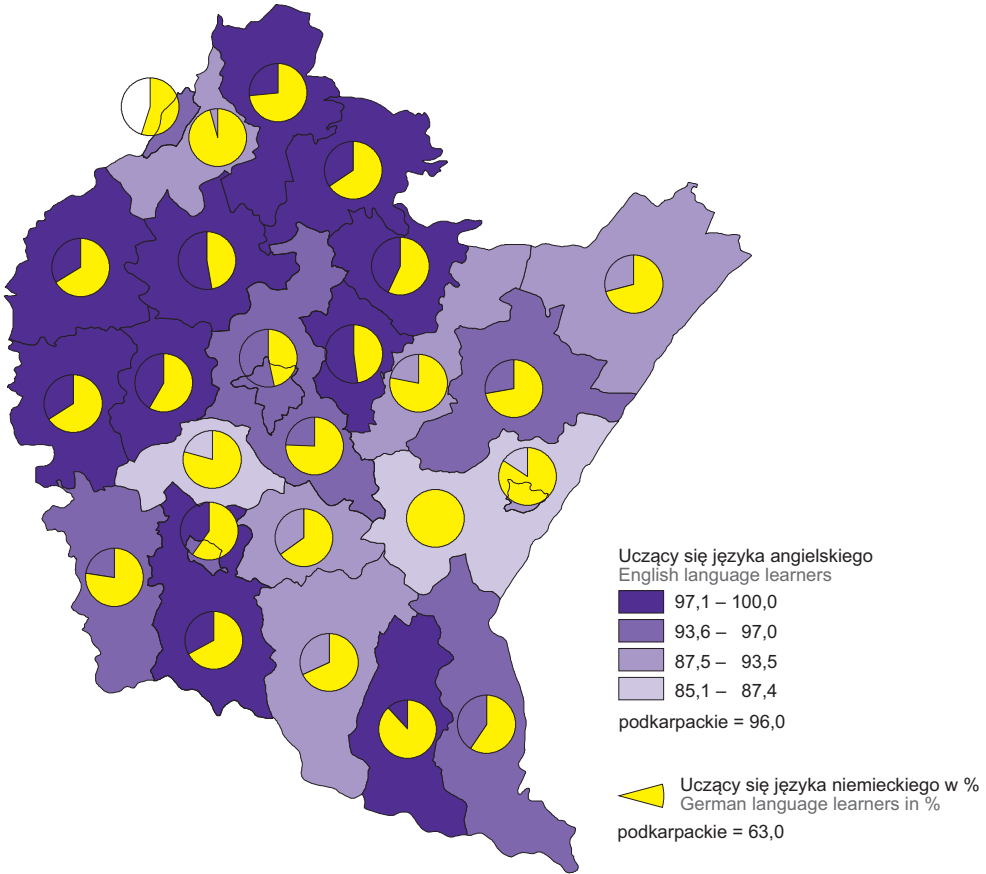 Uczący się języka angielskiego
English language learners
97,1 – 100,0
93,6 – 97,0
87,5 – 93,5
85,1 – 87,4
podkarpackie = 96,0
Uczący się języka niemieckiego w %
German language learners in %
podkarpackie = 63,0